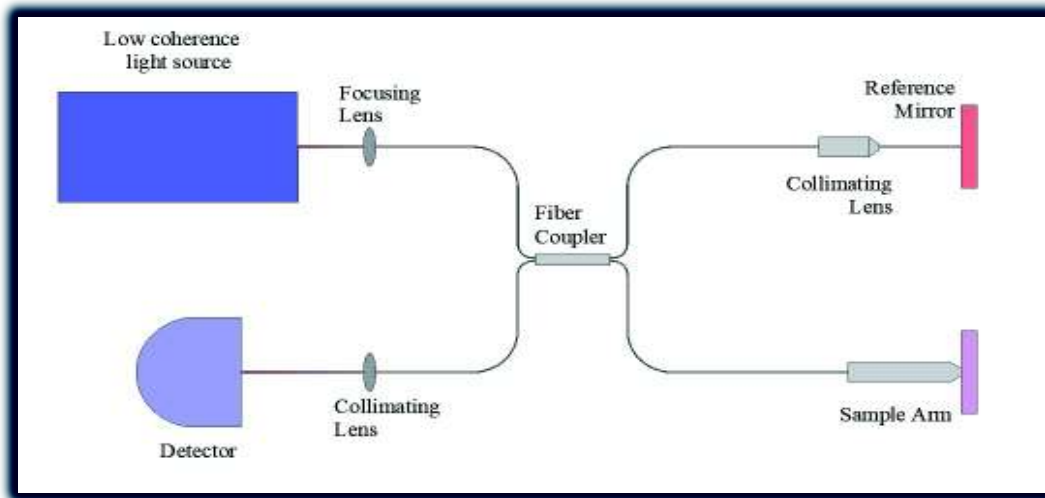 Low coherence
light source
Focusing
Lens
Reference
Mirror
Collimating
Lens
Fiber
Coupler
Collimating
Lens
Sample Arm
Detector